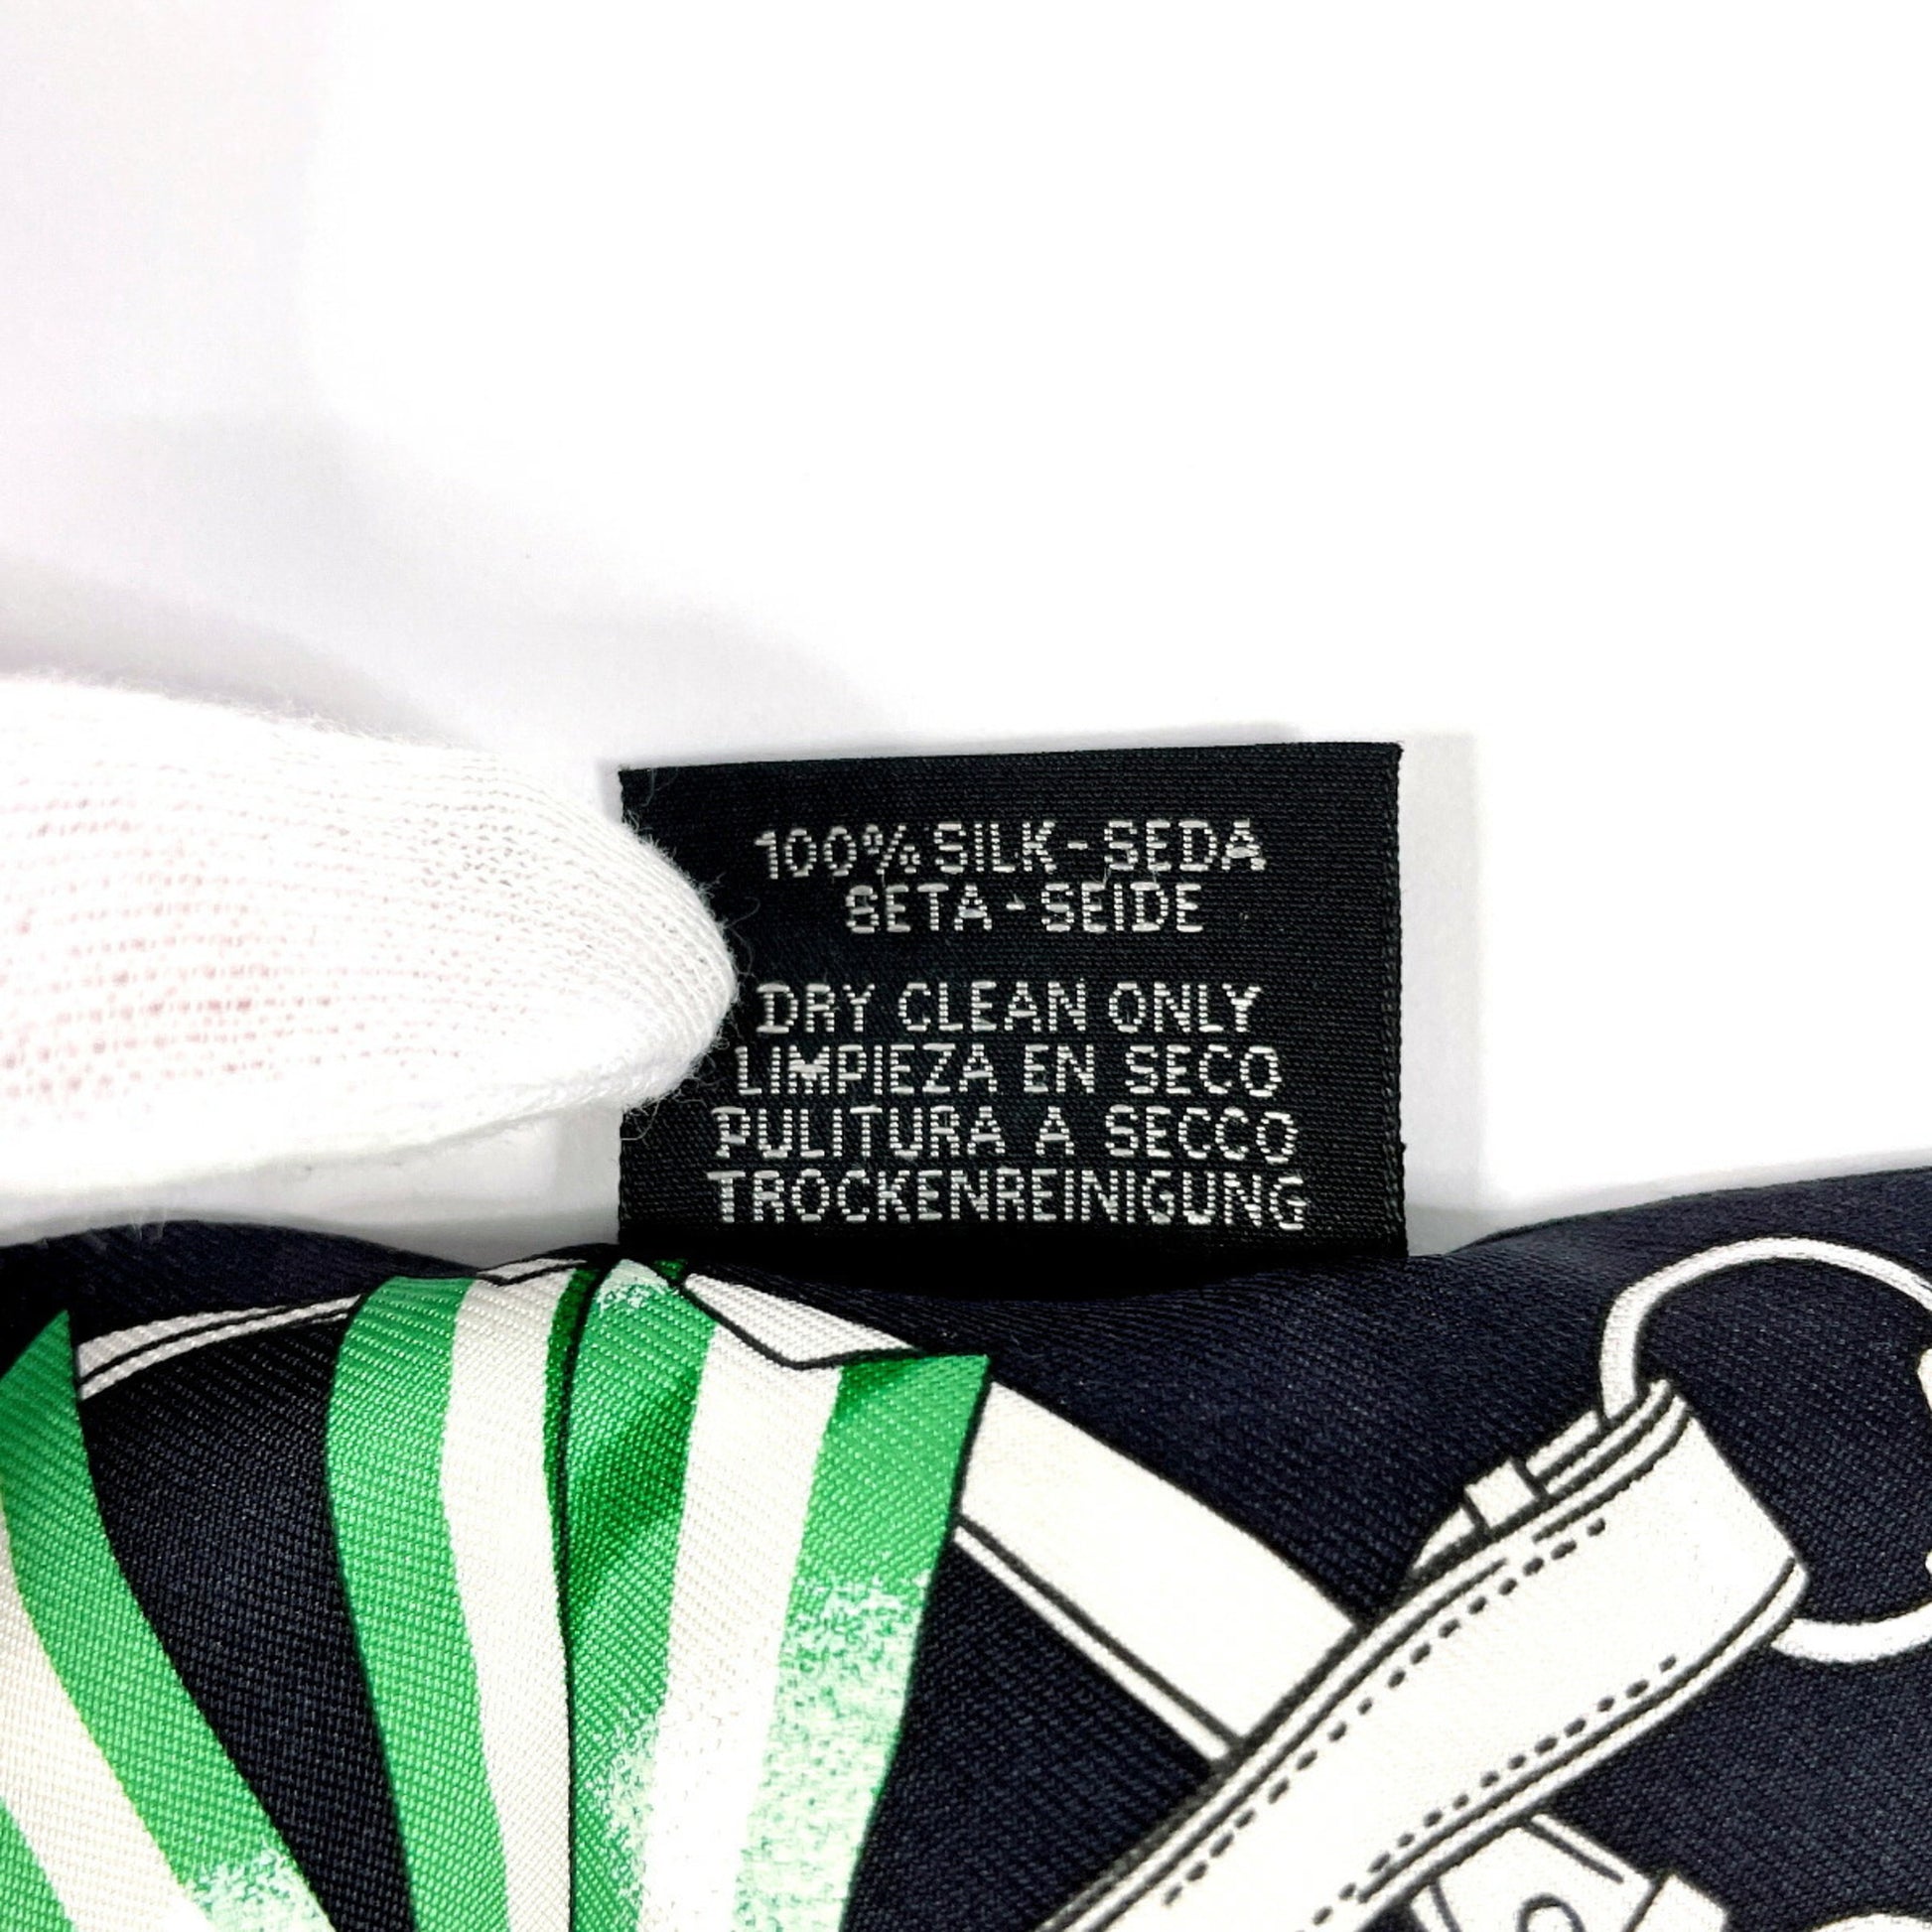 100% SILK - SEDA
SETA - SEIDE
DRY CLEAN ONLY
LIMPIEZA EN SECO
PULITURA A SECCO
TROCKENREINIGUNG